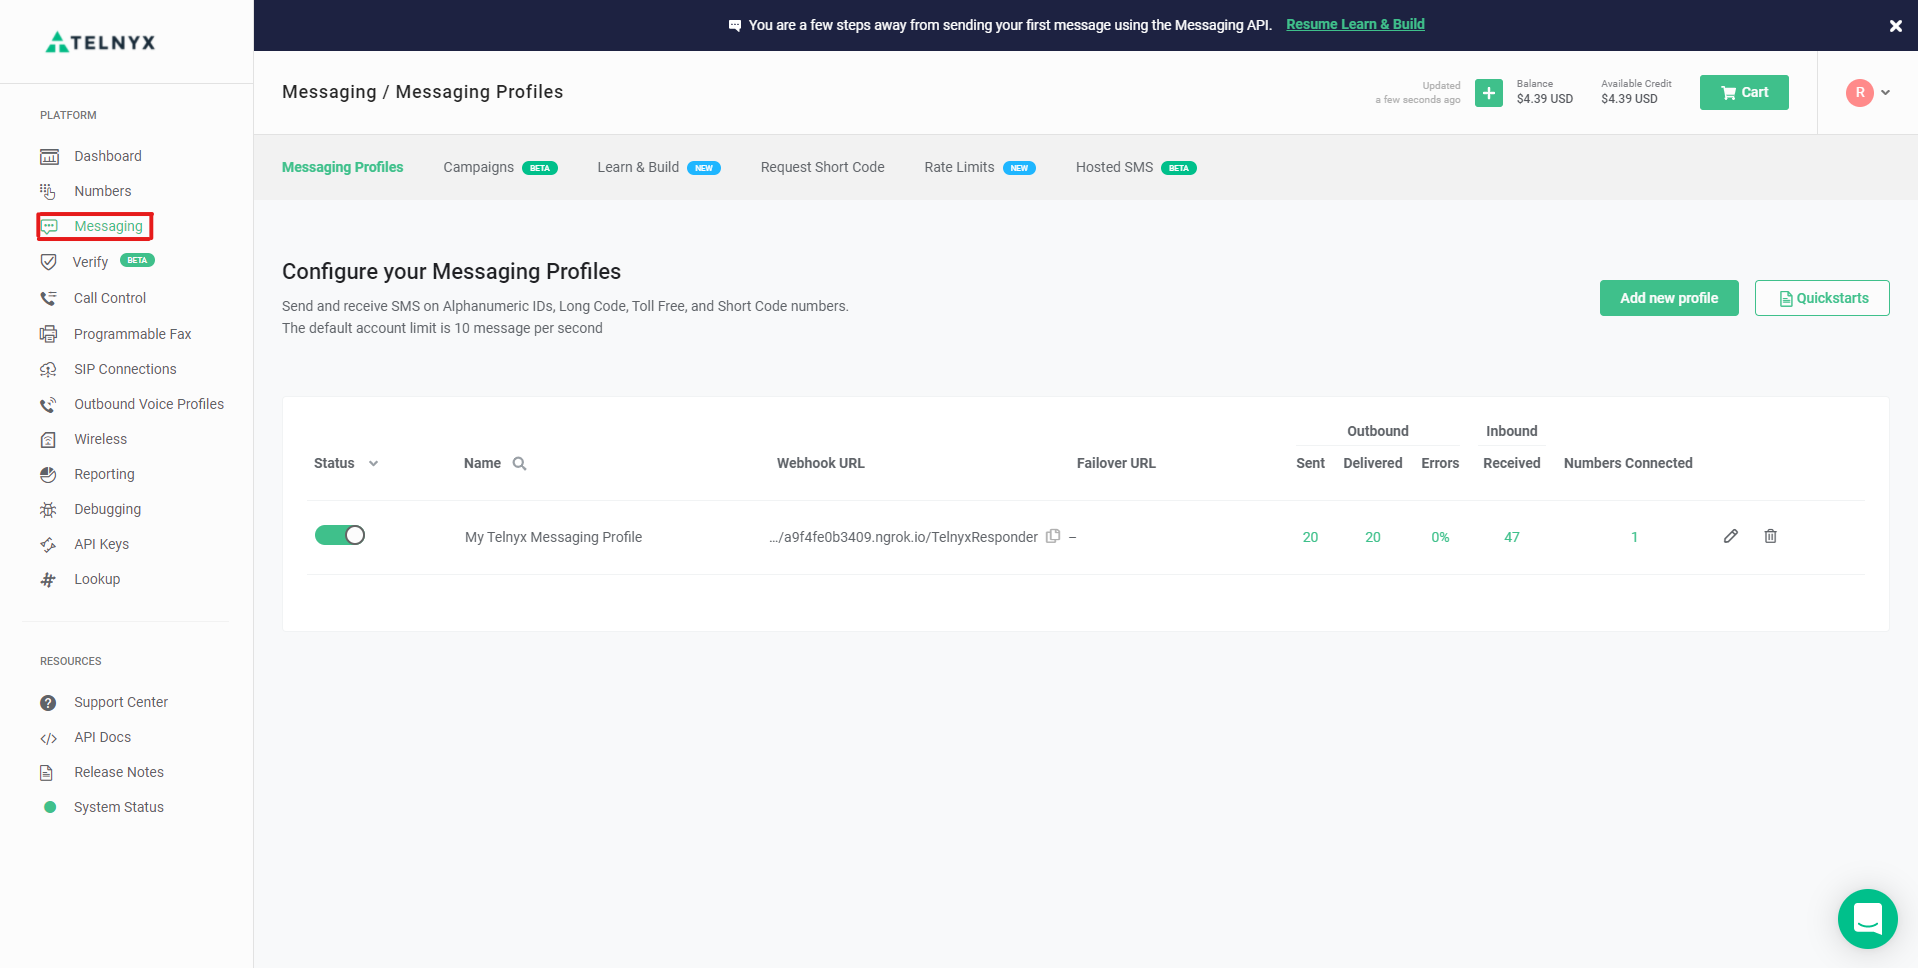 TELNYX
PLATFORM
Dashboard
Numbers
Messaging
Verify BETA
Call Control
Programmable Fax
SIP Connections
Outbound Voice Profiles
Wireless
Reporting
Debugging
API Keys
Lookup
RESOURCES
Support Center
API Docs
Release Notes
System Status
You are a few steps away from sending your first message using the Messaging API. Resume Learn & Build
Messaging / Messaging Profiles
Updated
a few seconds ago
Balance
$4.39 USD
Available Credit
$4.39 USD
Cart
R
Messaging Profiles Campaigns BETA Learn & Build NEW Request Short Code Rate Limits NEW Hosted SMS BETA
Configure your Messaging Profiles
Send and receive SMS on Alphanumeric IDs, Long Code, Toll Free, and Short Code numbers.
The default account limit is 10 message per second
Add new profile
Quickstarts
Outbound Inbound
Status Name Webhook URL Failover URL Sent Delivered Errors Received Numbers Connected
My Telnyx Messaging Profile .../a9f4fe0b3409.ngrok.io/TelnyxResponder – 20 20 0% 47 1